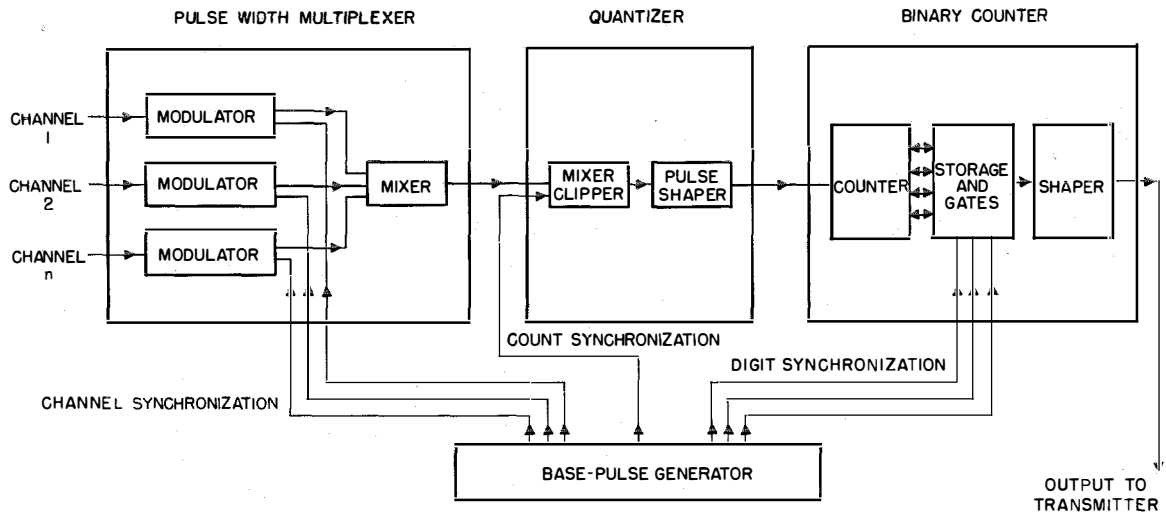 PULSE WIDTH MULTIPLEXER
QUANTIZER
BINARY COUNTER
CHANNEL
1
MODULATOR
CHANNEL
2
MODULATOR
CHANNEL
n
MODULATOR
MIXER
MIXER
CLIPPER
PULSE
SHAPER
COUNTER
STORAGE
AND
GATES
SHAPER
COUNT SYNCHRONIZATION
DIGIT SYNCHRONIZATION
CHANNEL SYNCHRONIZATION
BASE-PULSE GENERATOR
OUTPUT TO
TRANSMITTER